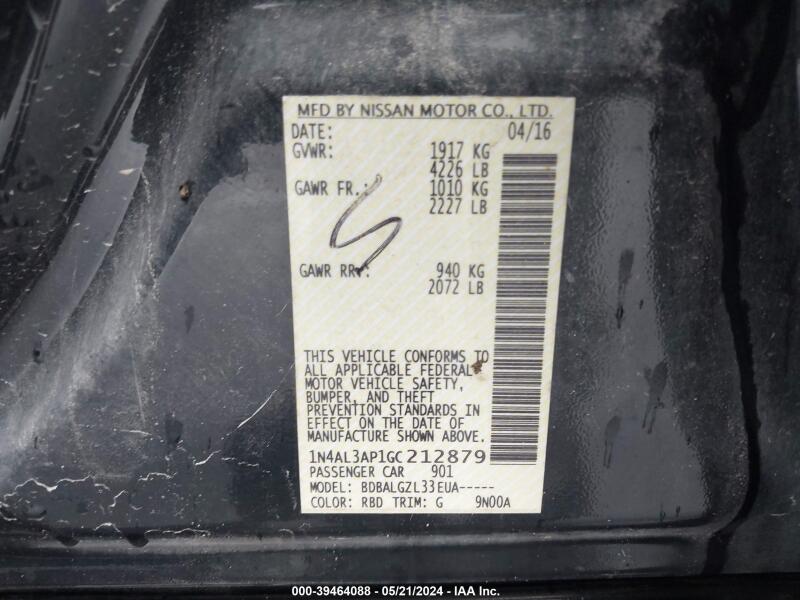 MFD BY NISSAN MOTOR CO., LTD.
DATE: 04/16
GVWR: 1917 KG
4226 LB
GAWR FR.: 1010 KG
2227 LB
GAWR RR.: 940 KG
2072 LB
THIS VEHICLE CONFORMS TO
ALL APPLICABLE FEDERAL
MOTOR VEHICLE SAFETY,
BUMPER, AND THEFT
PREVENTION STANDARDS IN
EFFECT ON THE DATE OF
MANUFACTURE SHOWN ABOVE.
1N4AL3AP1GC212879
PASSENGER CAR 901
MODEL: BDBALGZL33EUA-----
COLOR: RBD TRIM: G 9N00A
000-39464088 - 05/21/2024 - IAA Inc.